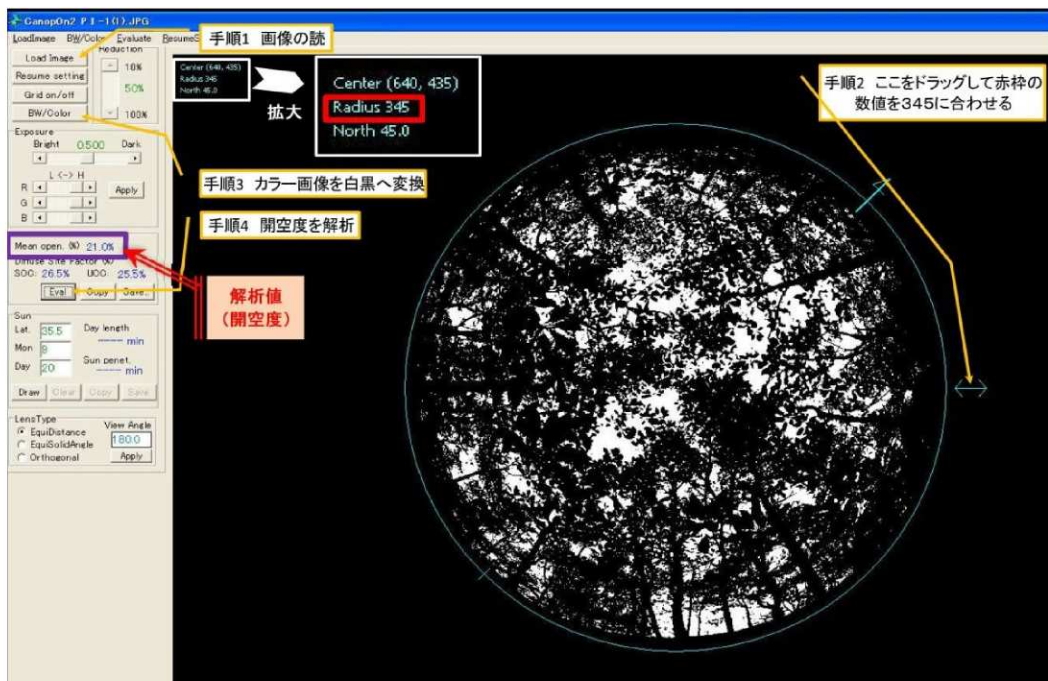 CanopOn2 P II -1(1).JPG
LoadImage BW/Color Evaluate ResumeG
手順1 画像の読
Load Image
Resume setting
Grid on/off
BW/Color
Reduction
10%
50%
100%
Center (640, 435)
Radius 345
North 45.0
拡大
Center (640, 435)
Radius 345
North 45.0
手順2 ここをドラッグして赤枠の
数値を345に合わせる
Exposure
Bright 0.500 Dark
L <-> H
R
G
B
Apply
手順3 カラー画像を白黒へ変換
手順4 開空度を解析
Mean open. (%) 21.0%
Diffuse Site Factor (%)
SOC: 26.5% UOC: 25.5%
Eval Copy Save..
解析値
(開空度)
Sun
Lat. 35.5 Day length
---- min
Mon 9
Sun penet.
Day 20 ---- min
Draw Clear Copy Save
LensType
EquiDistance
EquiSolidAngle
Orthogonal
View Angle
180.0
Apply